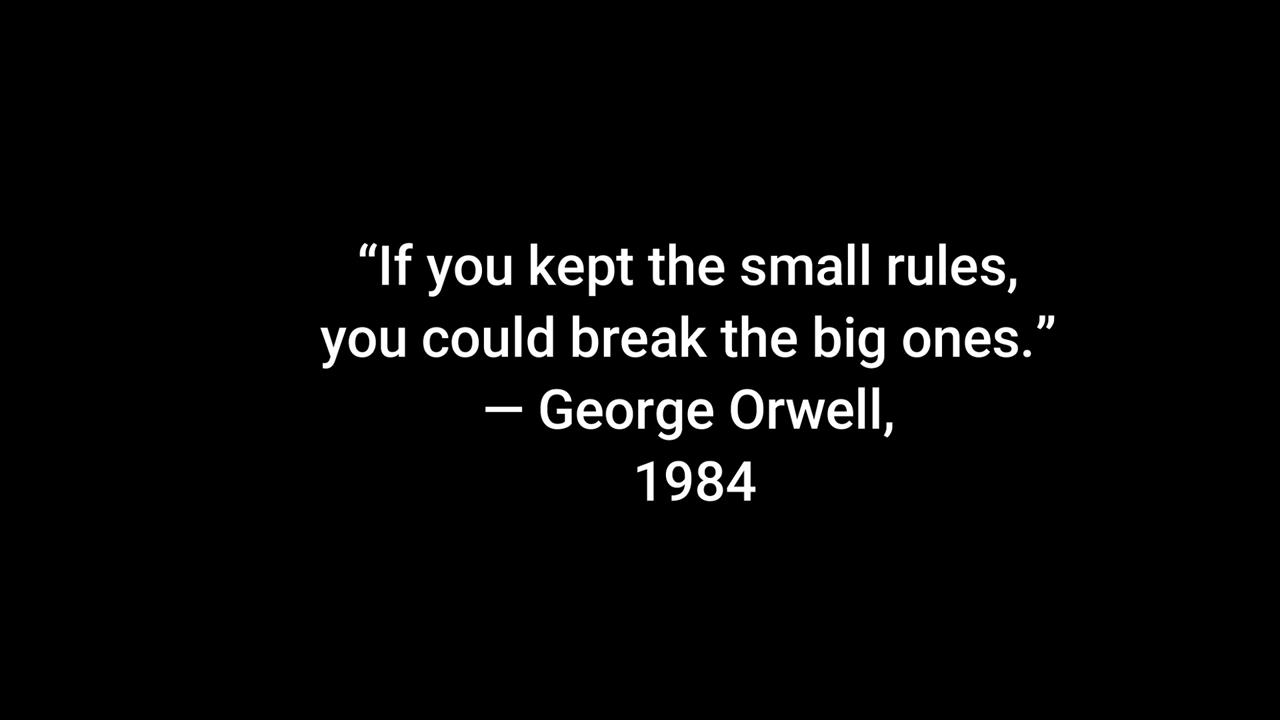 “If you kept the small rules,
you could break the big ones.”
— George Orwell,
1984